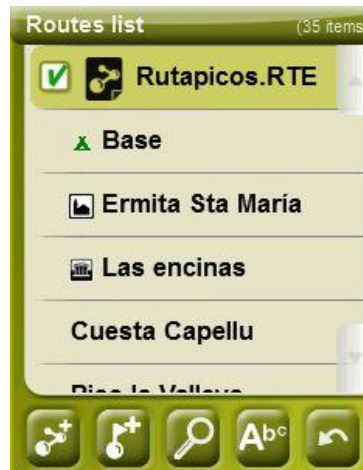 Routes list (35 items
Rutapicos.RTE
Base
Ermita Sta María
Las encinas
Cuesta Capellu
Abc